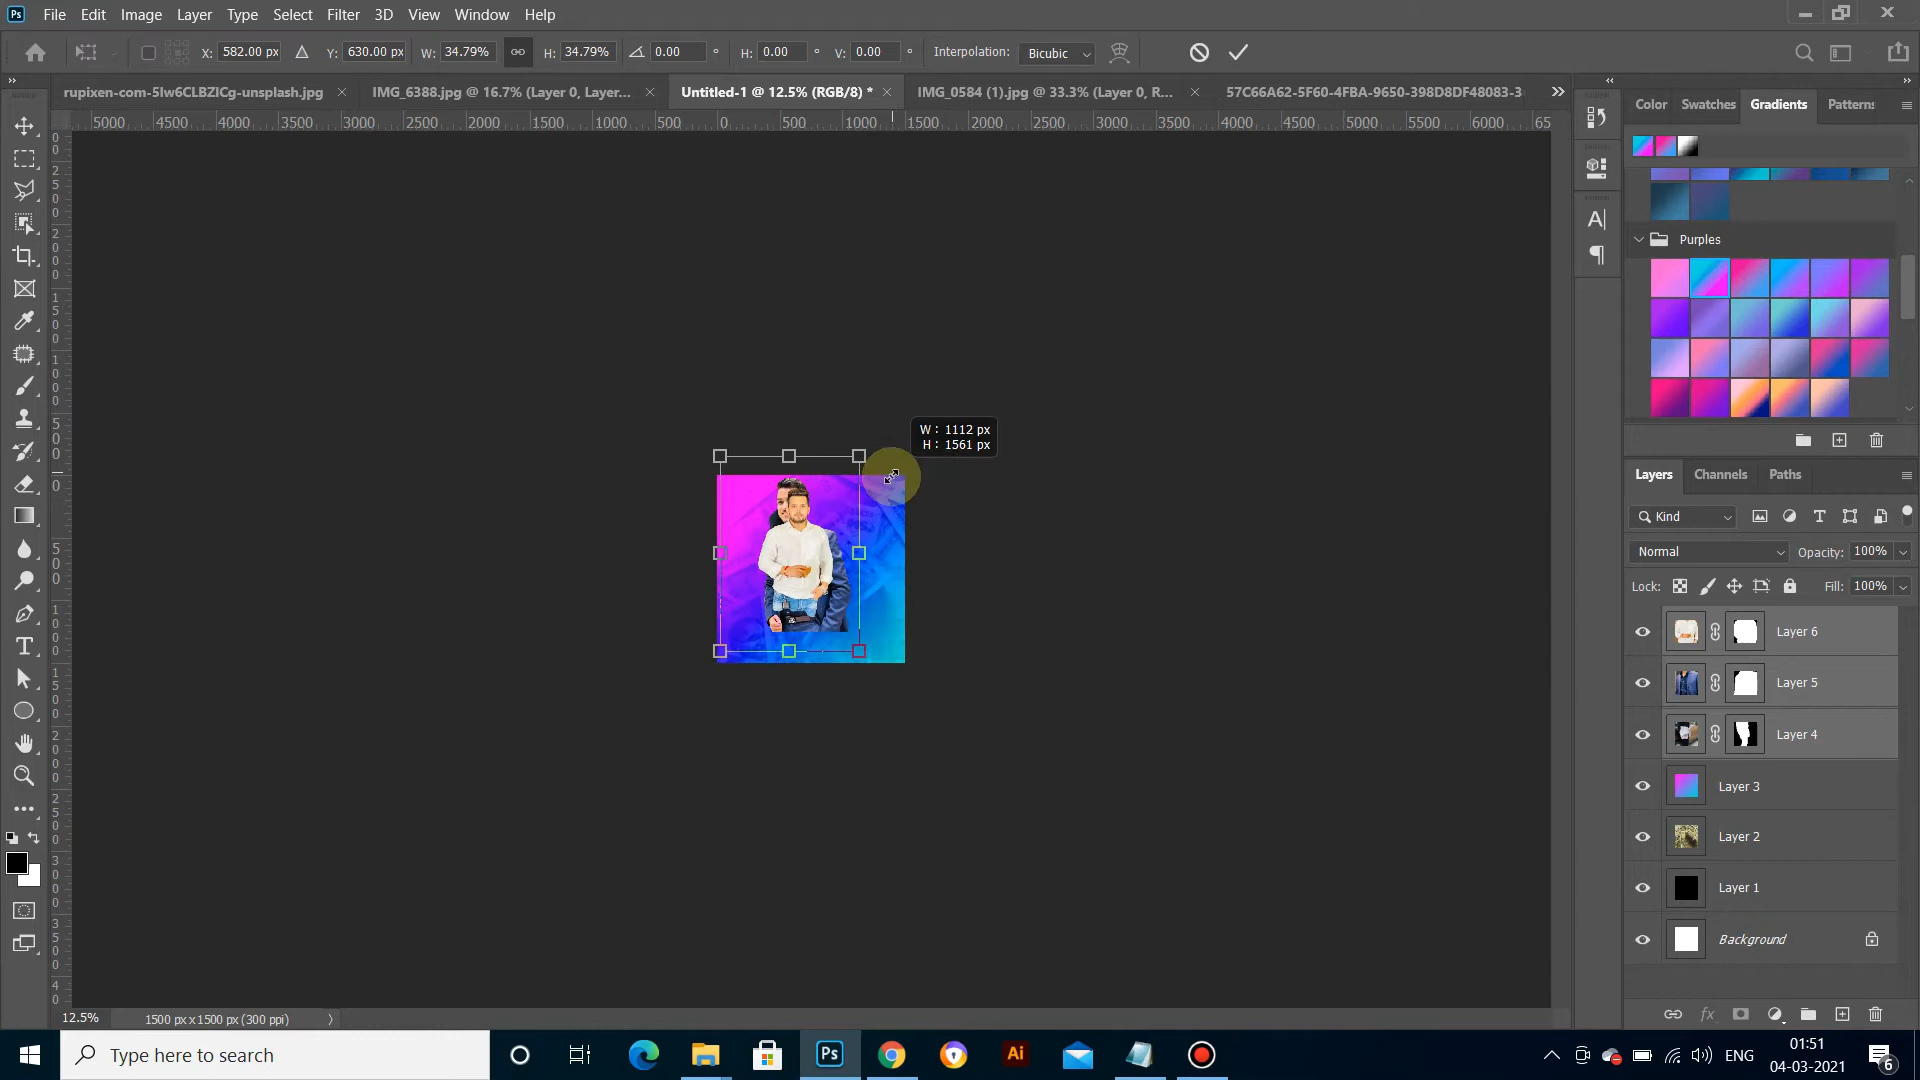 Ps File Edit Image Layer Type Select Filter 3D View Window Help
X: 582.00 px Y: 630.00 px W: 34.79% H: 34.79% 0.00 ° H: 0.00 ° V: 0.00 ° Interpolation: Bicubic
rupixen-com-5lw6CLBZICg-unsplash.jpg × IMG_6388.jpg @ 16.7% (Layer 0, Layer... × Untitled-1 @ 12.5% (RGB/8) * × IMG_0584 (1).jpg @ 33.3% (Layer 0, R... × 57C66A62-5F60-4FBA-9650-398D8DF48083-3
Color Swatches Gradients Patterns
5000 4500 4000 3500 3000 2500 2000 1500 1000 500 0 500 1000 1500 2000 2500 3000 3500 4000 4500 5000 5500 6000 65
Purples
W : 1112 px
H : 1561 px
Layers Channels Paths
Kind
Normal Opacity: 100%
Lock: Fill: 100%
Layer 6
Layer 5
Layer 4
Layer 3
Layer 2
Layer 1
Background
12.5% 1500 px x 1500 px (300 ppi)
Type here to search Ps Ai ENG 01:51
04-03-2021 6